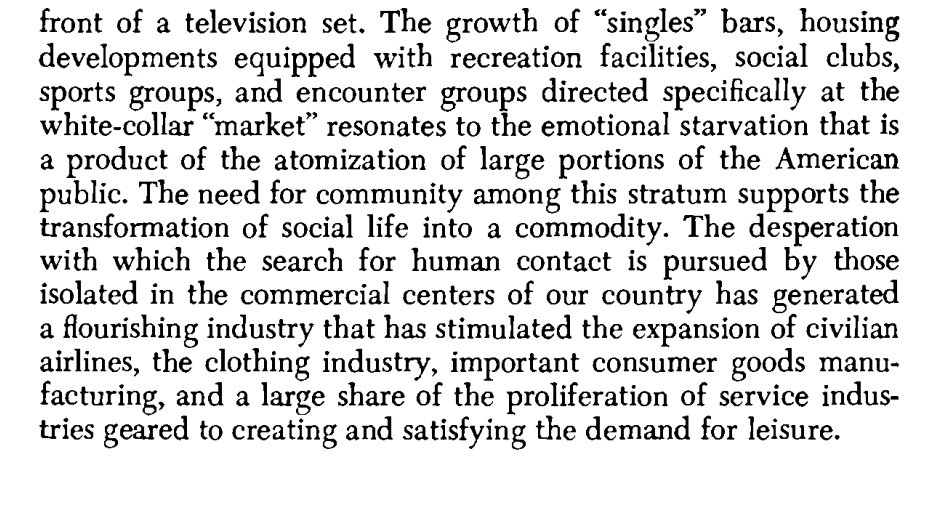 front of a television set. The growth of “singles” bars, housing
developments equipped with recreation facilities, social clubs,
sports groups, and encounter groups directed specifically at the
white-collar “market” resonates to the emotional starvation that is
a product of the atomization of large portions of the American
public. The need for community among this stratum supports the
transformation of social life into a commodity. The desperation
with which the search for human contact is pursued by those
isolated in the commercial centers of our country has generated
a flourishing industry that has stimulated the expansion of civilian
airlines, the clothing industry, important consumer goods manu-
facturing, and a large share of the proliferation of service indus-
tries geared to creating and satisfying the demand for leisure.